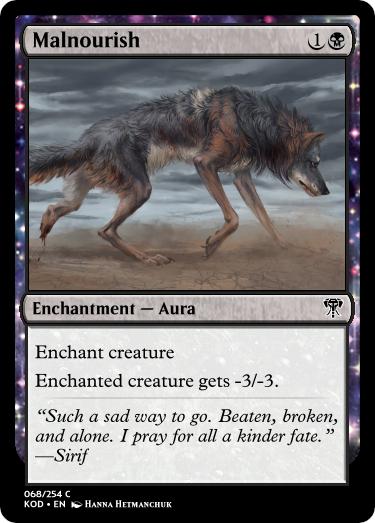 Malnourish 1
Enchantment — Aura
Enchant creature
Enchanted creature gets -3/-3.
“Such a sad way to go. Beaten, broken,
and alone. I pray for all a kinder fate.”
—Sirif
068/254 C
KOD • EN Hanna Hetmanchuk